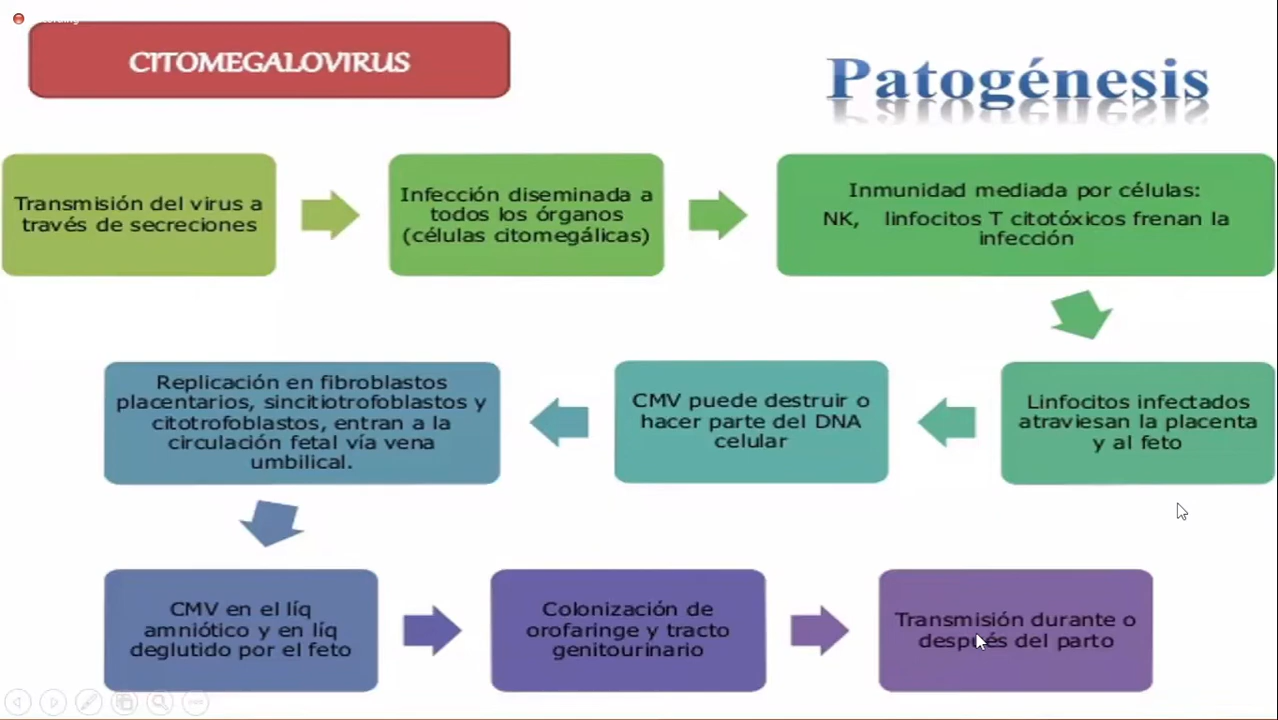 CITOMEGALOVIRUS
Patogénesis
Transmisión del virus a
través de secreciones
Infección diseminada a
todos los órganos
(células citomegálicas)
Inmunidad mediada por células:
NK, linfocitos T citotóxicos frenan la
infección
Linfocitos infectados
atraviesan la placenta
y al feto
CMV puede destruir o
hacer parte del DNA
celular
Replicación en fibroblastos
placentarios, sincitiotrofoblastos y
citotrofoblastos, entran a la
circulación fetal vía vena
umbilical.
CMV en el líq
amniótico y en líq
deglutido por el feto
Colonización de
orofaringe y tracto
genitourinario
Transmisión durante o
después del parto